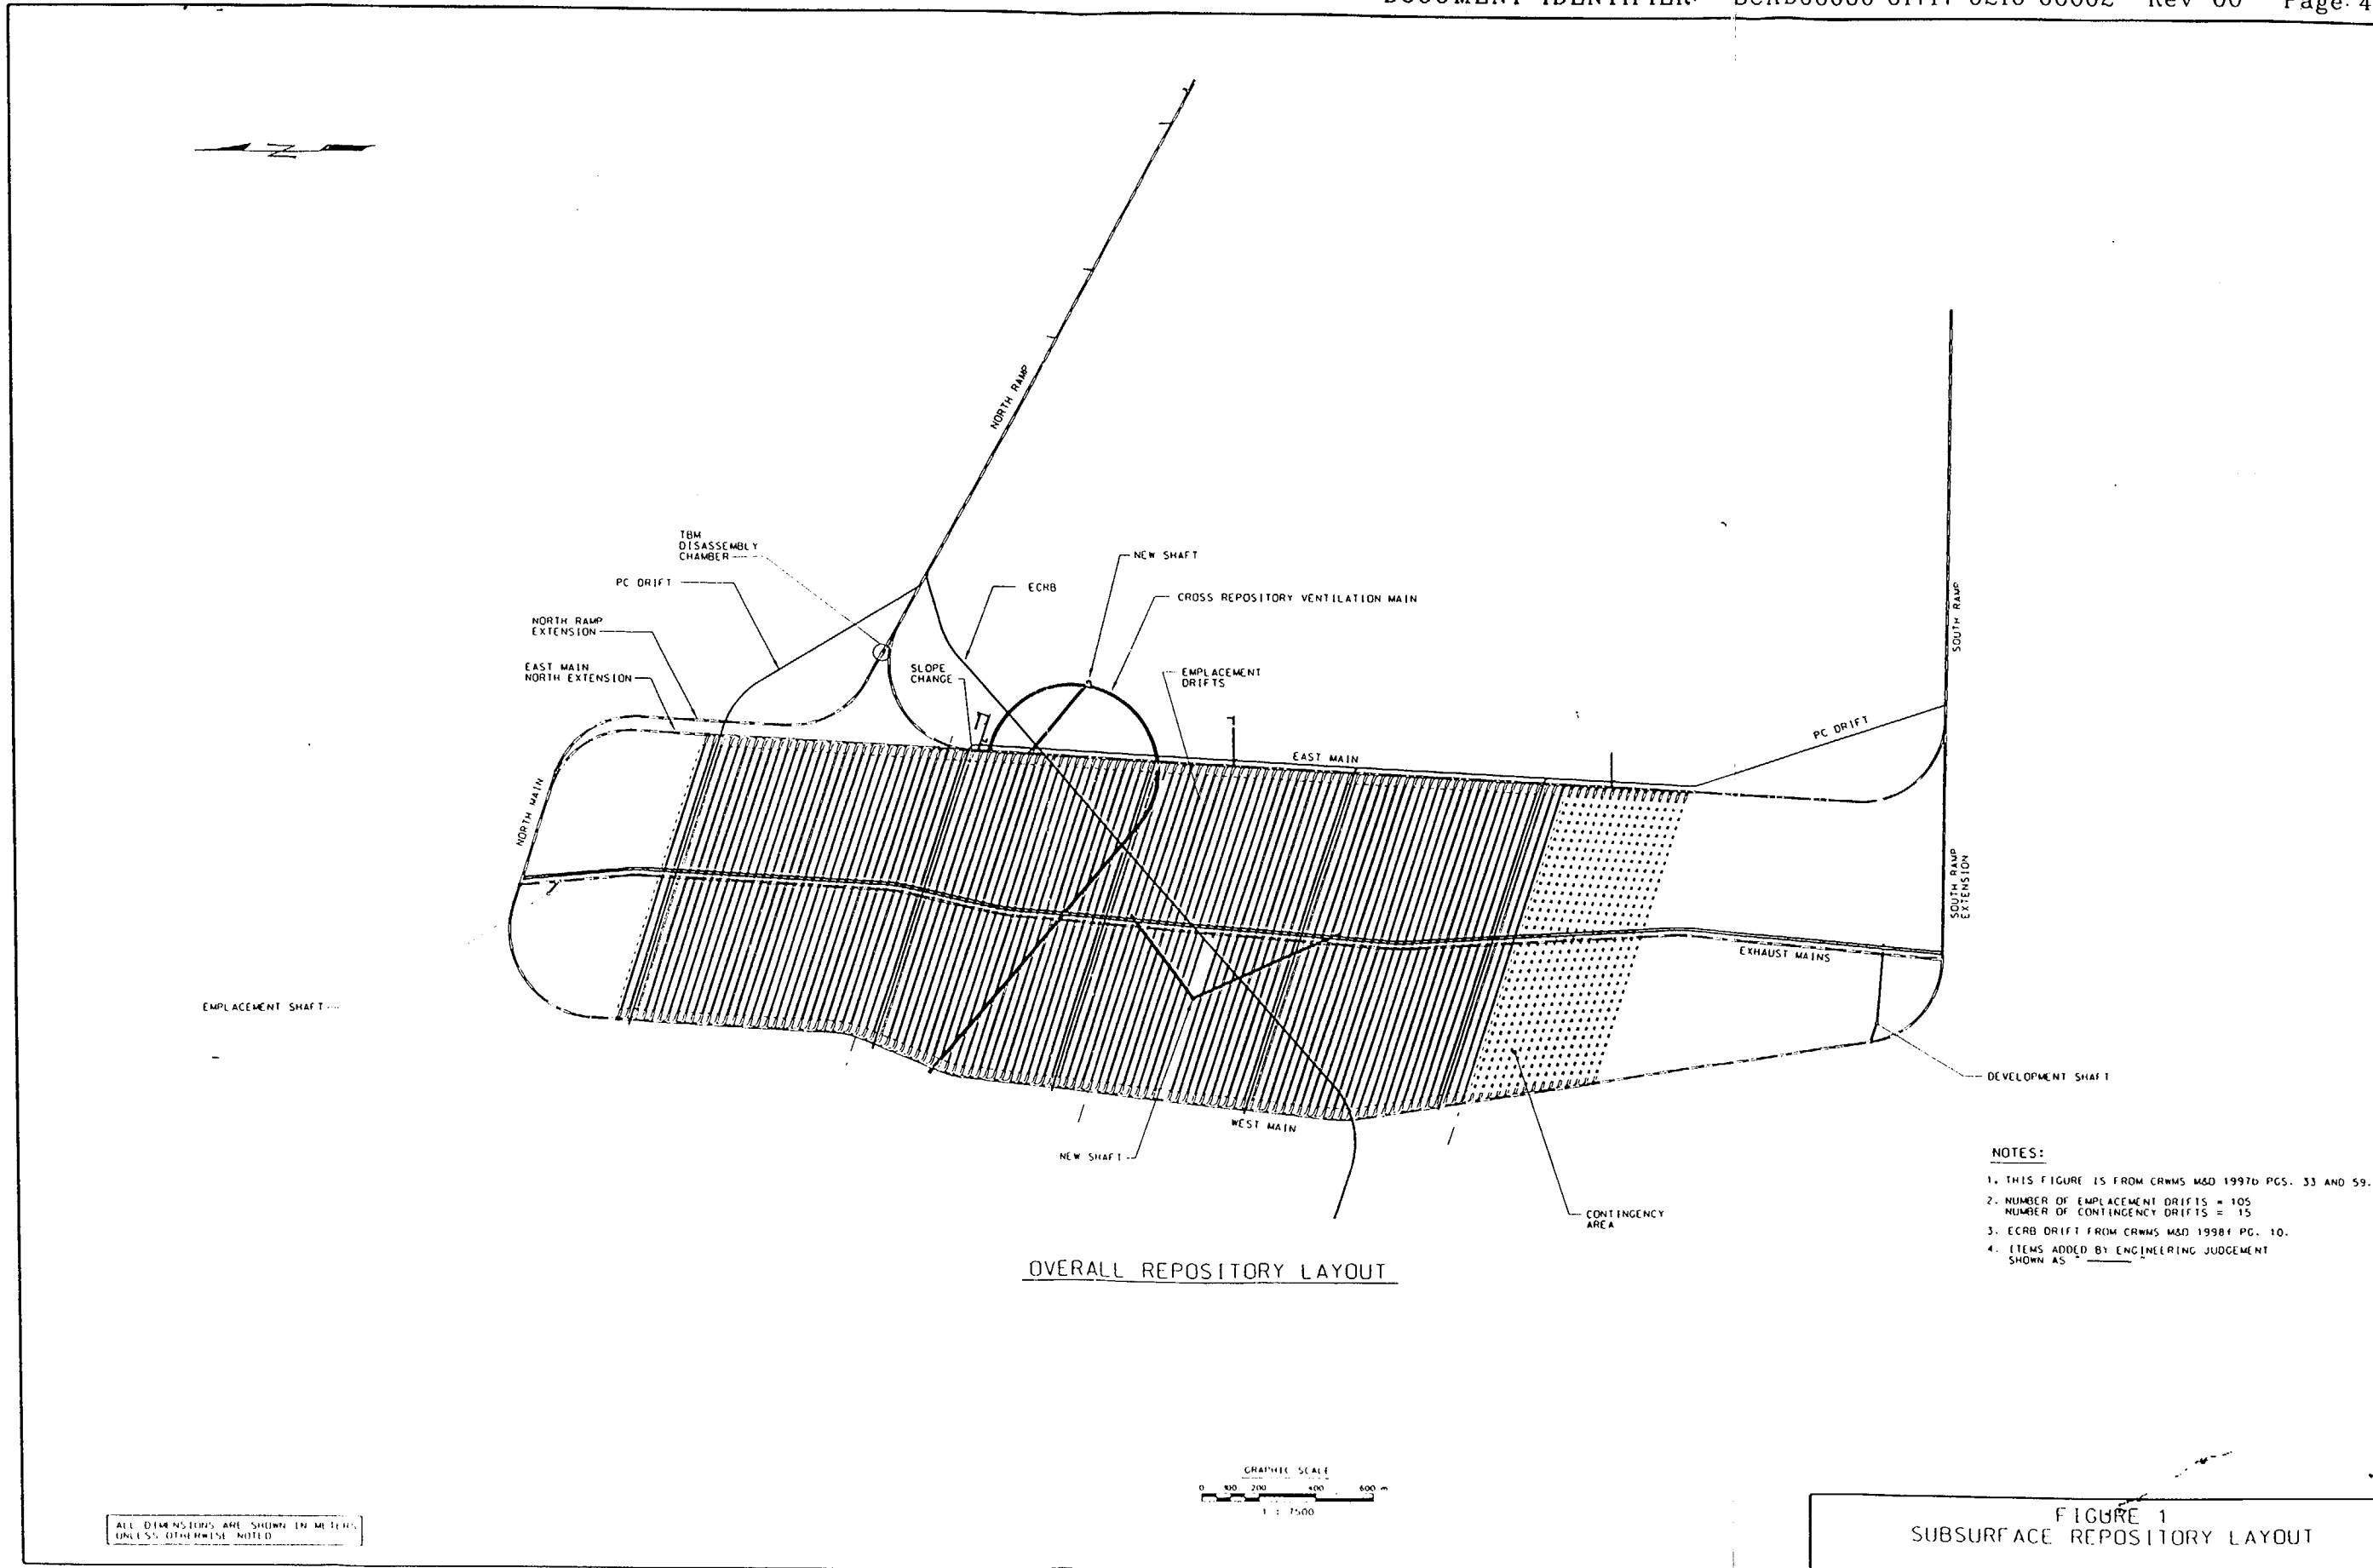 Rev 00 Page: 4
N
NORTH RAMP
TBM
DISASSEMBLY
CHAMBER
PC DRIFT
NEW SHAFT
ECRB
CROSS REPOSITORY VENTILATION MAIN
NORTH RAMP
EXTENSION
EAST MAIN
NORTH EXTENSION
SLOPE
CHANGE
EMPLACEMENT
DRIFTS
SOUTH RAMP
PC DRIFT
EAST MAIN
NORTH MAIN
SOUTH RAMP
EXTENSION
EXHAUST MAINS
EMPLACEMENT SHAFT
DEVELOPMENT SHAFT
WEST MAIN
NEW SHAFT
CONTINGENCY
AREA
NOTES:
1. THIS FIGURE IS FROM CRWMS M&O 1997b PGS. 33 AND 59.
2. NUMBER OF EMPLACEMENT DRIFTS = 105
NUMBER OF CONTINGENCY DRIFTS = 15
3. ECRB DRIFT FROM CRWMS M&O 1998f PG. 10.
4. ITEMS ADDED BY ENGINEERING JUDGEMENT
SHOWN AS " ——— "
OVERALL REPOSITORY LAYOUT
GRAPHIC SCALE
0 100 200 400 600 m
1 : 7500
ALL DIMENSIONS ARE SHOWN IN METERS
UNLESS OTHERWISE NOTED
FIGURE 1
SUBSURFACE REPOSITORY LAYOUT